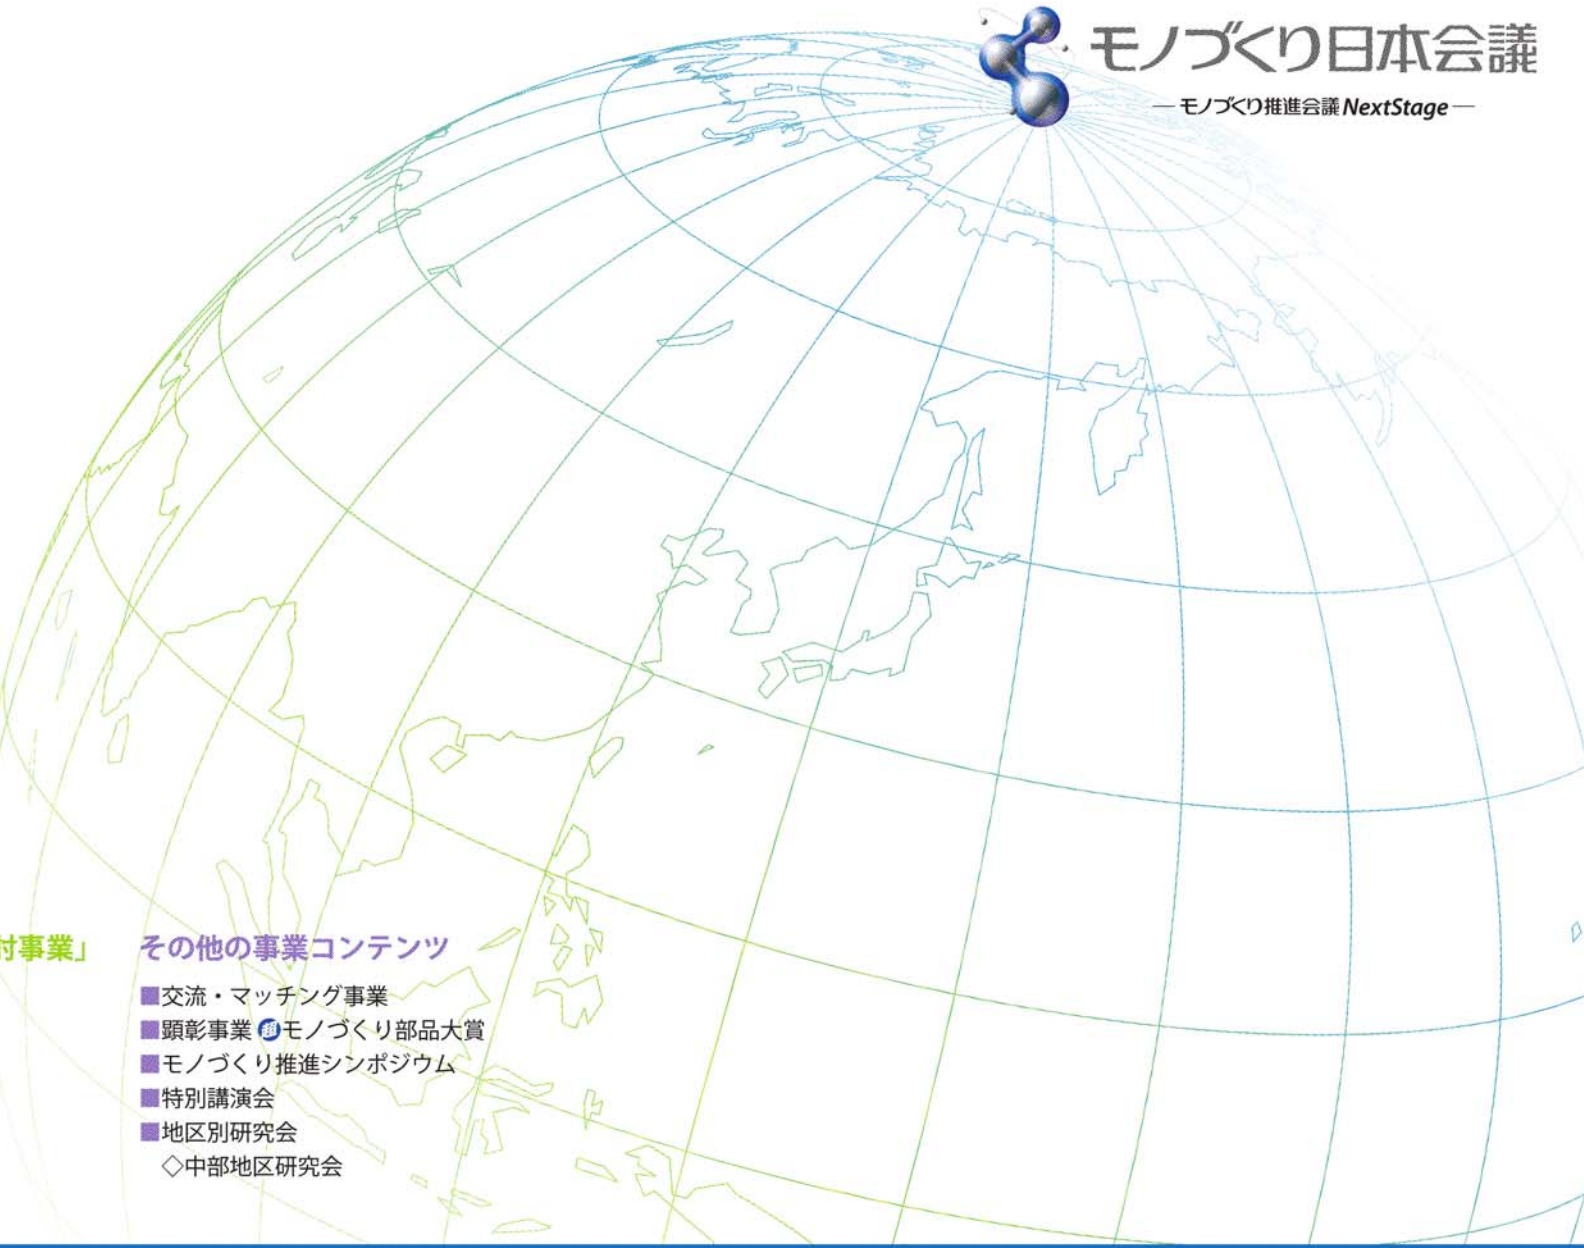 モノづくり日本会議
― モノづくり推進会議 NextStage ―
討事業」
その他の事業コンテンツ
■交流・マッチング事業
■顕彰事業 超モノづくり部品大賞
■モノづくり推進シンポジウム
■特別講演会
■地区別研究会
◇中部地区研究会